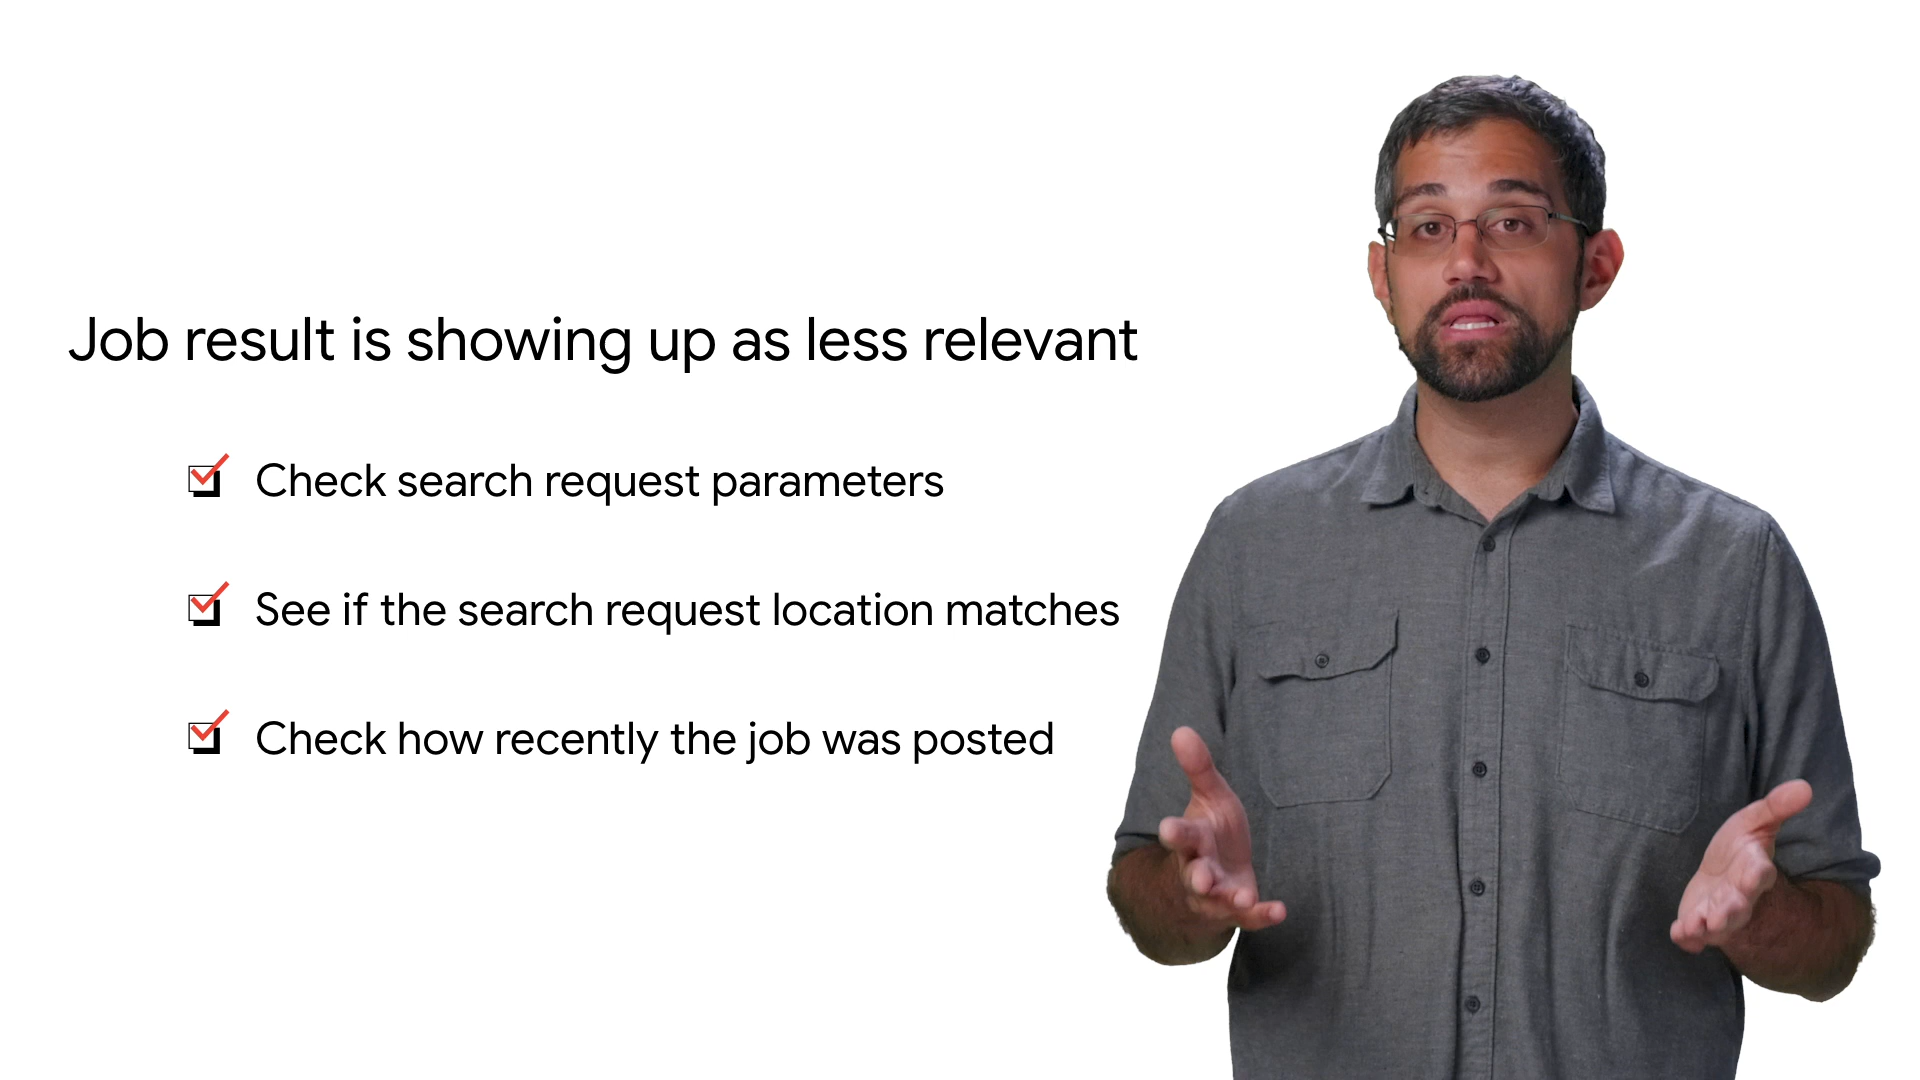 Job result is showing up as less relevant
Check search request parameters
See if the search request location matches
Check how recently the job was posted